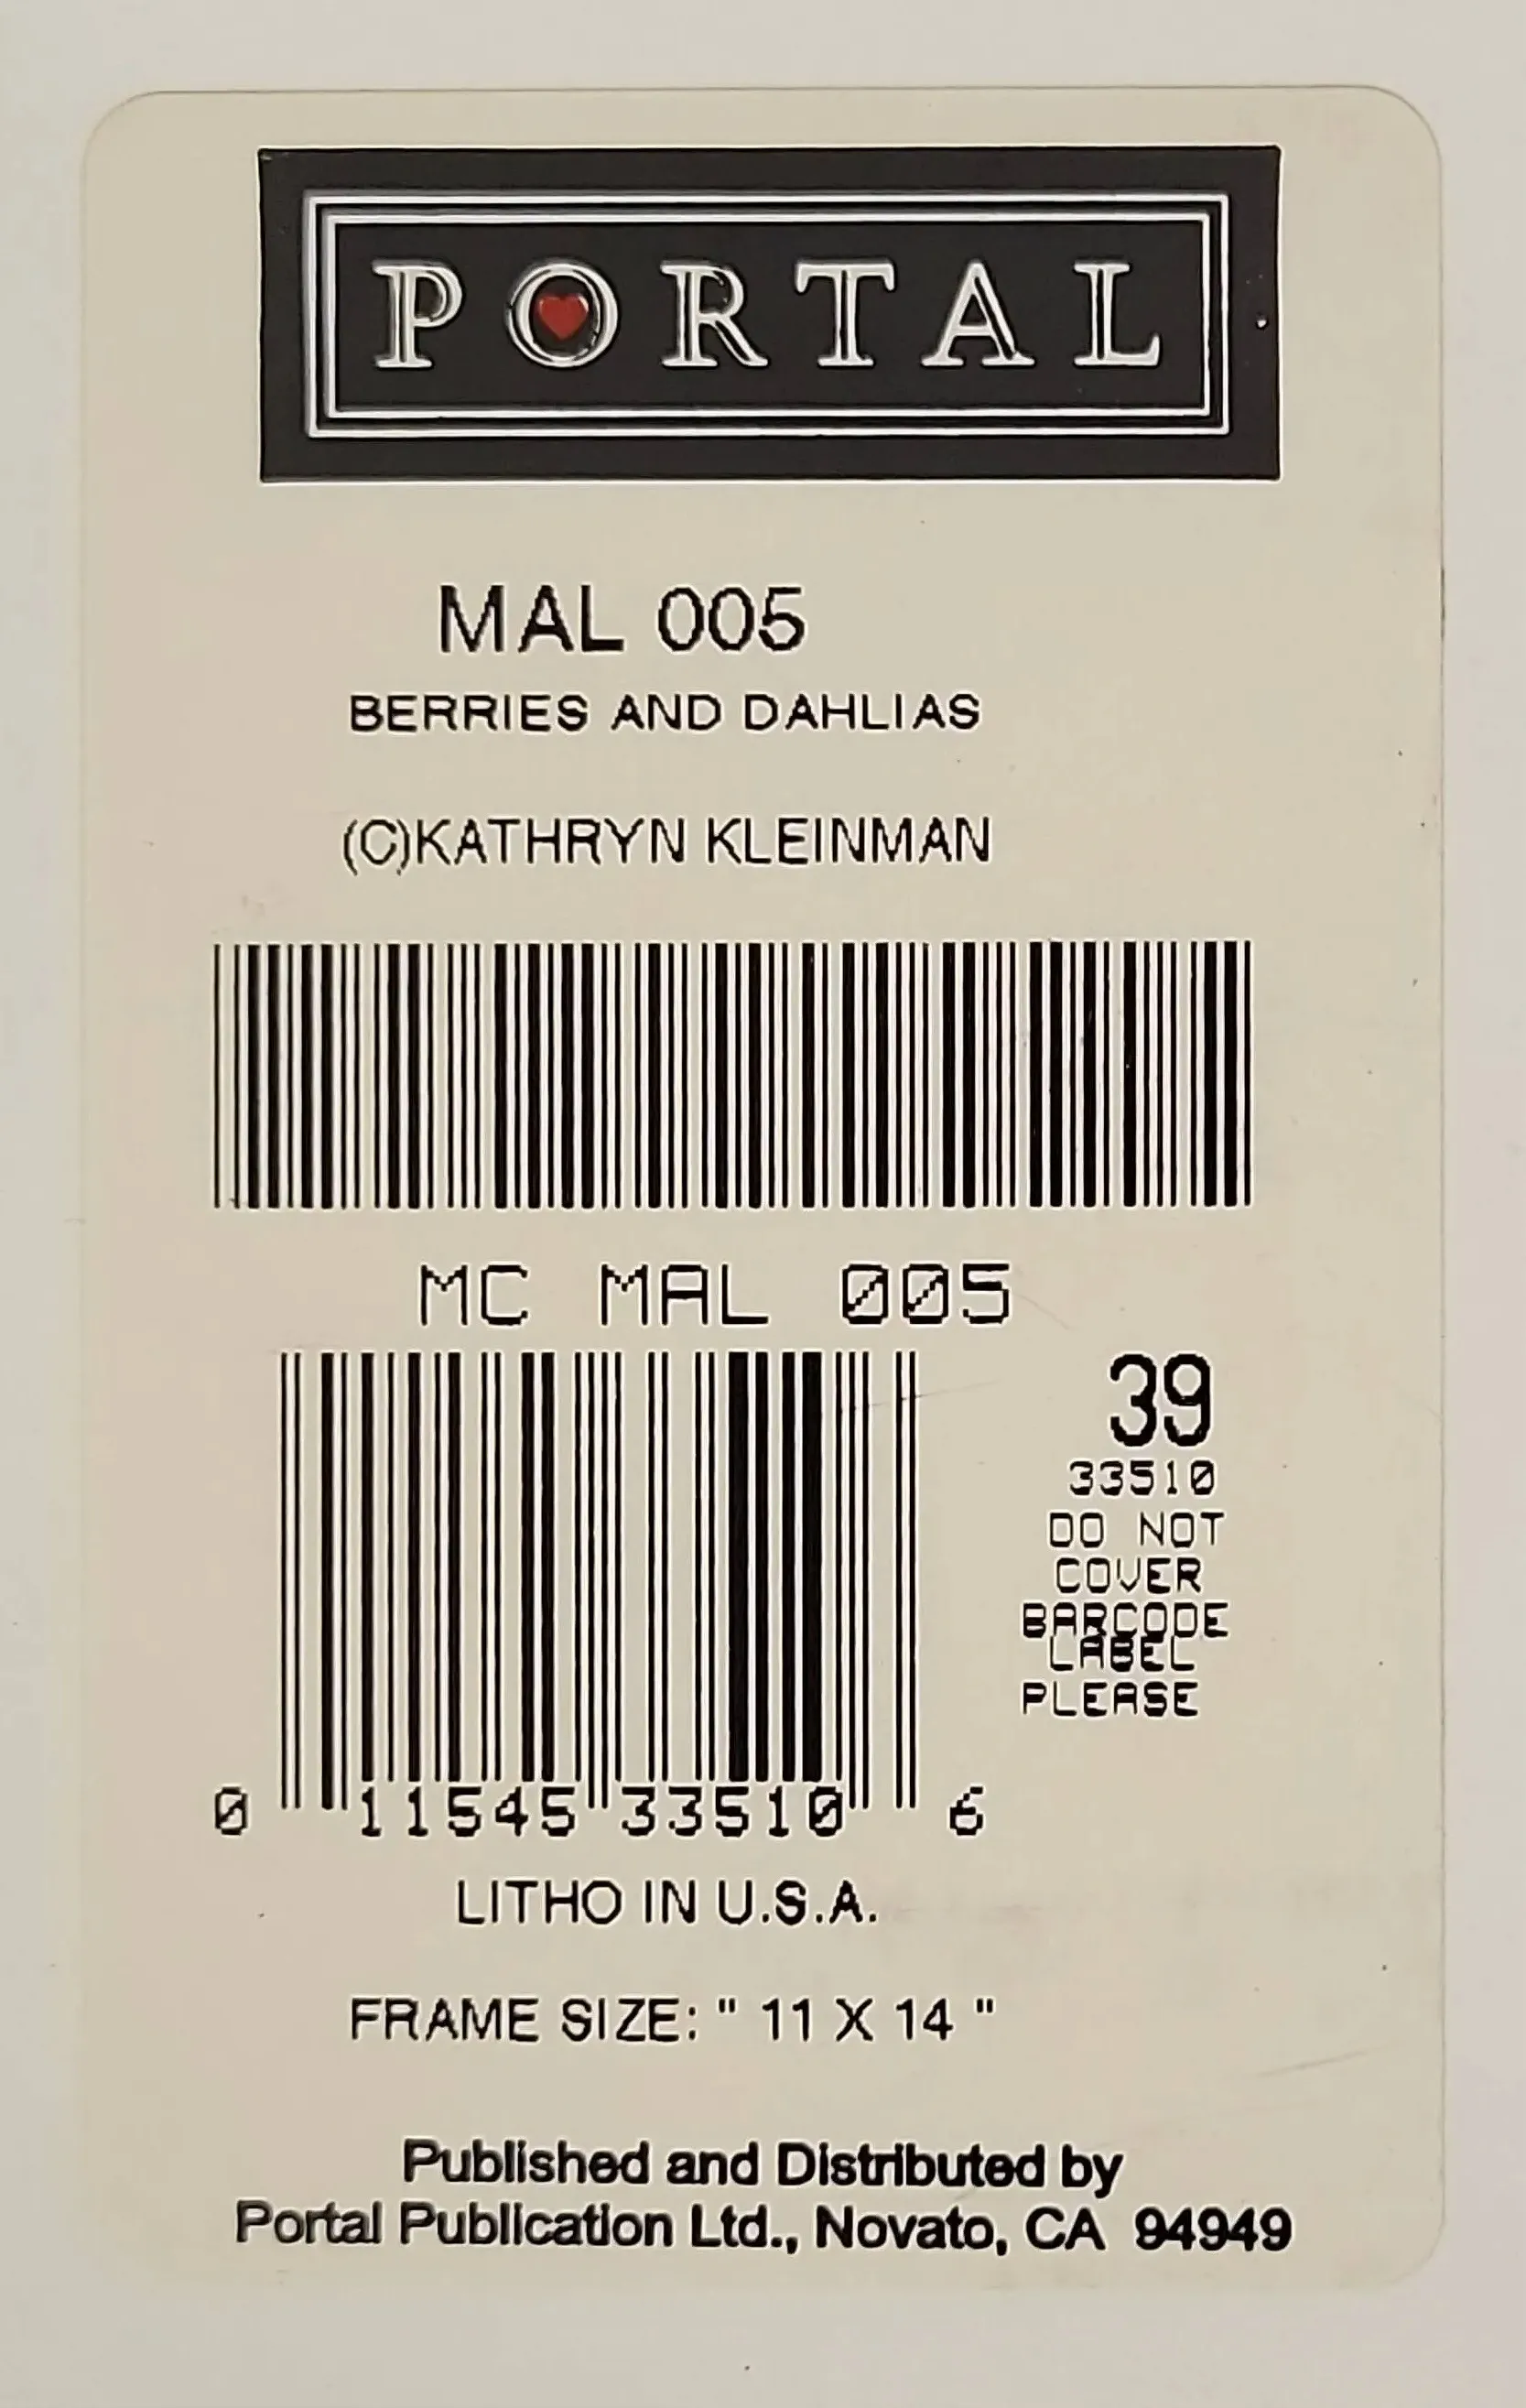 PORTAL
MAL 005
BERRIES AND DAHLIAS
(C)KATHRYN KLEINMAN
MC MAL 005
39
33510
DO NOT
COVER
BARCODE
LABEL
PLEASE
0 11545 33510 6
LITHO IN U.S.A.
FRAME SIZE: " 11 X 14 "
Published and Distributed by
Portal Publication Ltd., Novato, CA 94949